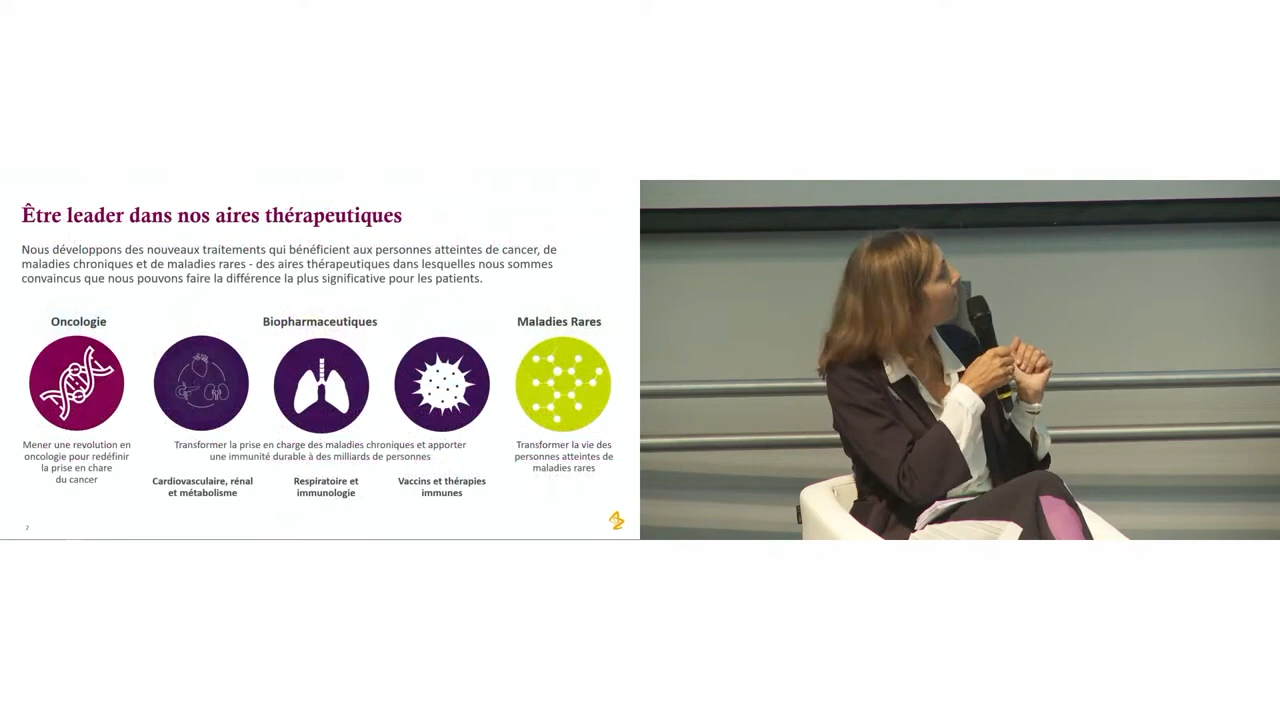 Être leader dans nos aires thérapeutiques
Nous développons des nouveaux traitements qui bénéficient aux personnes atteintes de cancer, de
maladies chroniques et de maladies rares - des aires thérapeutiques dans lesquelles nous sommes
convaincus que nous pouvons faire la différence la plus significative pour les patients.
Oncologie
Mener une revolution en
oncologie pour redéfinir
la prise en chare
du cancer
Biopharmaceutiques
Transformer la prise en charge des maladies chroniques et apporter
une immunité durable à des milliards de personnes
Cardiovasculaire, rénal
et métabolisme
Respiratoire et
immunologie
Vaccins et thérapies
immunes
Maladies Rares
Transformer la vie des
personnes atteintes de
maladies rares
2